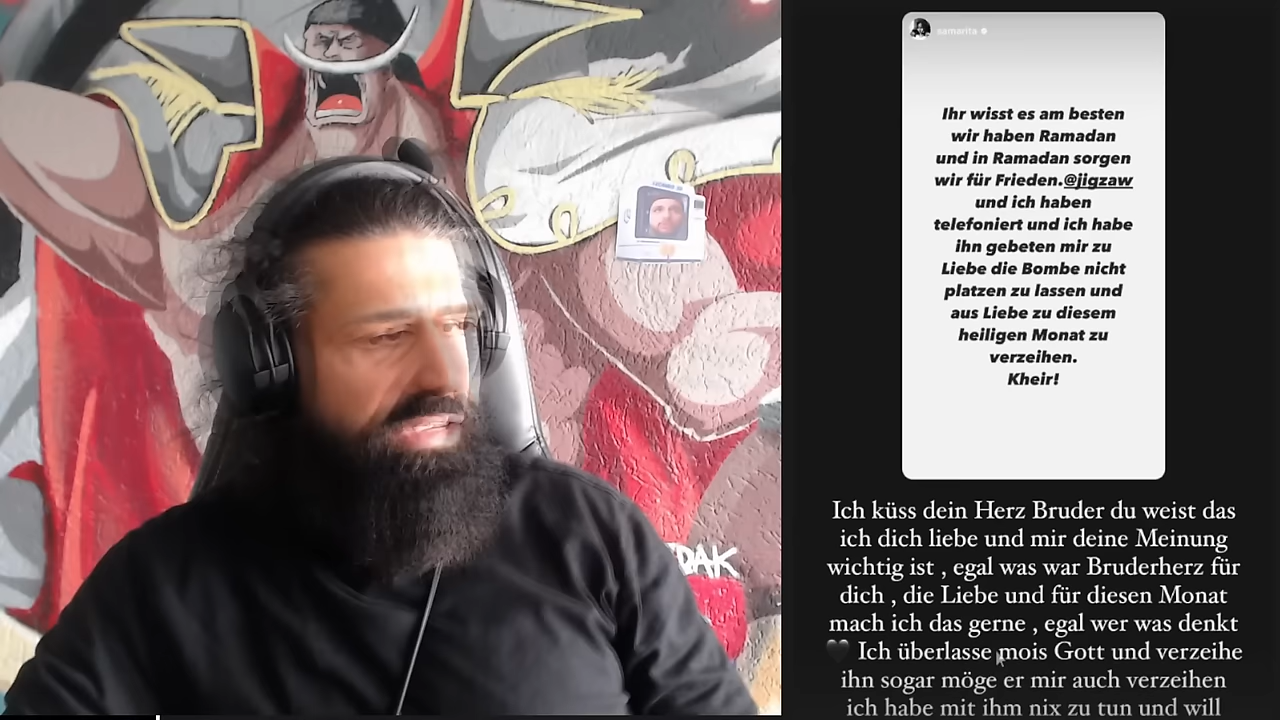 samarita
Ihr wisst es am besten
wir haben Ramadan
und in Ramadan sorgen
wir für Frieden.@jigzaw
und ich haben
telefoniert und ich habe
ihn gebeten mir zu
Liebe die Bombe nicht
platzen zu lassen und
aus Liebe zu diesem
heiligen Monat zu
verzeihen.
Kheir!
Ich küss dein Herz Bruder du weist das
ich dich liebe und mir deine Meinung
wichtig ist , egal was war Bruderherz für
dich , die Liebe und für diesen Monat
mach ich das gerne , egal wer was denkt
🖤 Ich überlasse mois Gott und verzeihe
ihn sogar möge er mir auch verzeihen
ich habe mit ihm nix zu tun und will
DAK